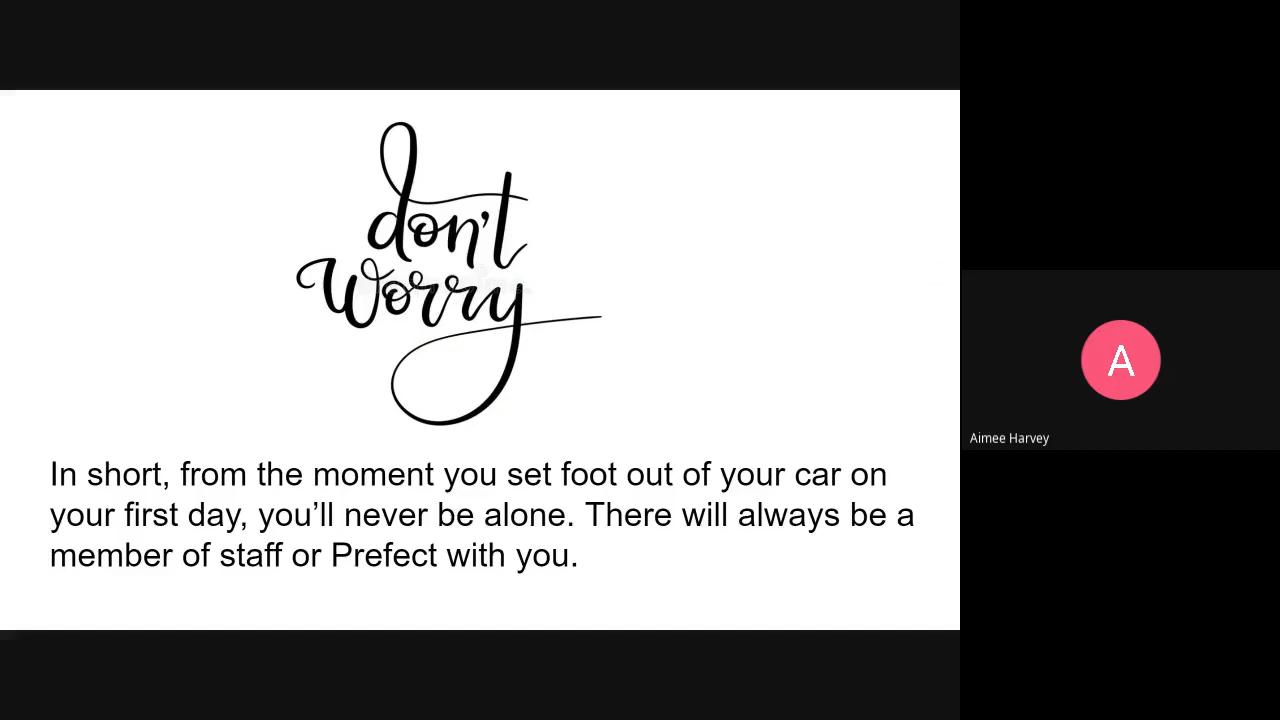 don't
Worry
In short, from the moment you set foot out of your car on
your first day, you’ll never be alone. There will always be a
member of staff or Prefect with you.
A
Aimee Harvey